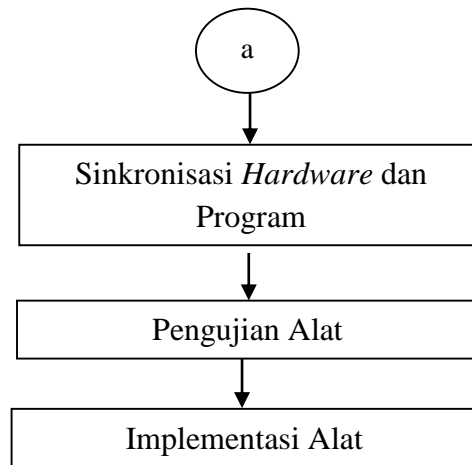 a
Sinkronisasi Hardware dan
Program
Pengujian Alat
Implementasi Alat